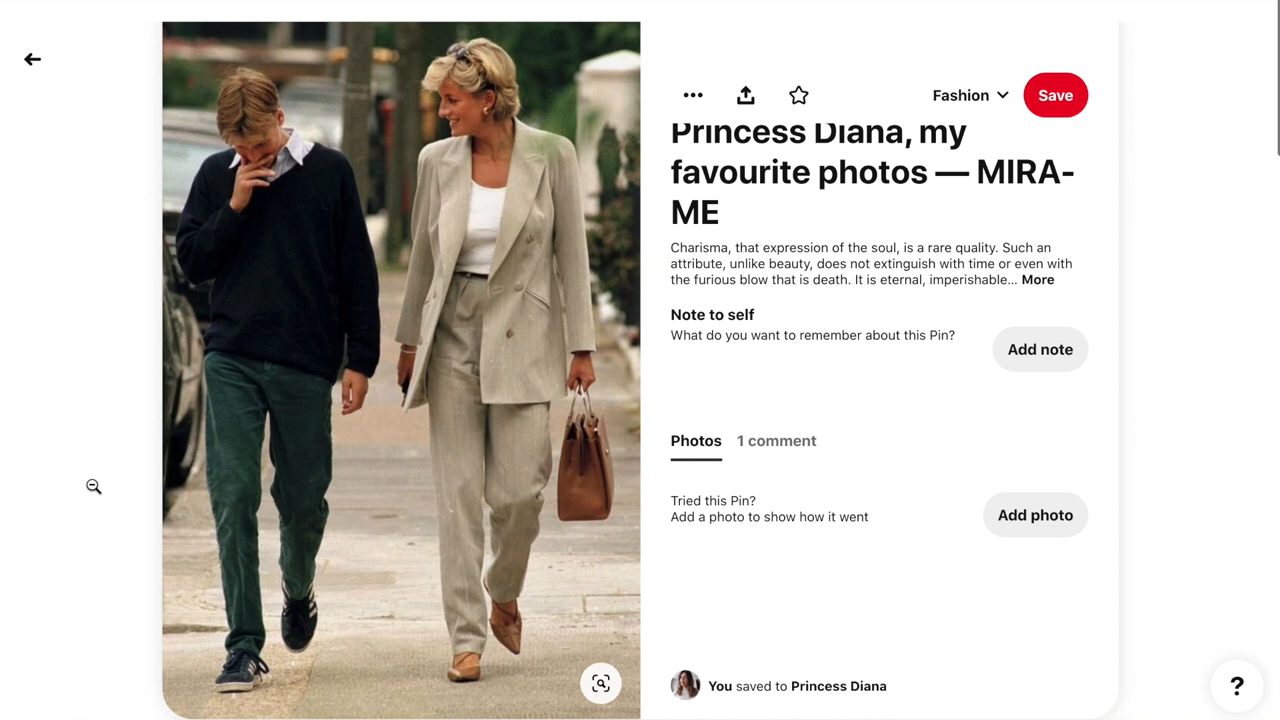 Fashion
Save
Princess Diana, my
favourite photos — MIRA-
ME
Charisma, that expression of the soul, is a rare quality. Such an
attribute, unlike beauty, does not extinguish with time or even with
the furious blow that is death. It is eternal, imperishable... More
Note to self
What do you want to remember about this Pin?
Add note
Photos
1 comment
Tried this Pin?
Add a photo to show how it went
Add photo
You saved to Princess Diana
?